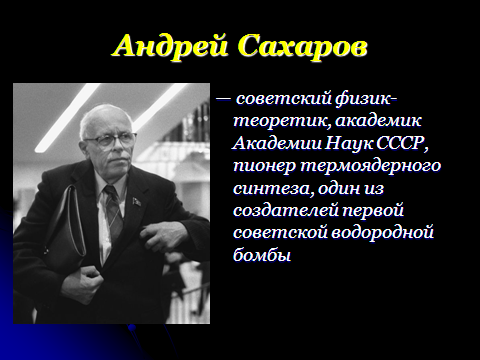 Андрей Сахаров
— советский физик-
теоретик, академик
Академии Наук СССР,
пионер термоядерного
синтеза, один из
создателей первой
советской водородной
бомбы